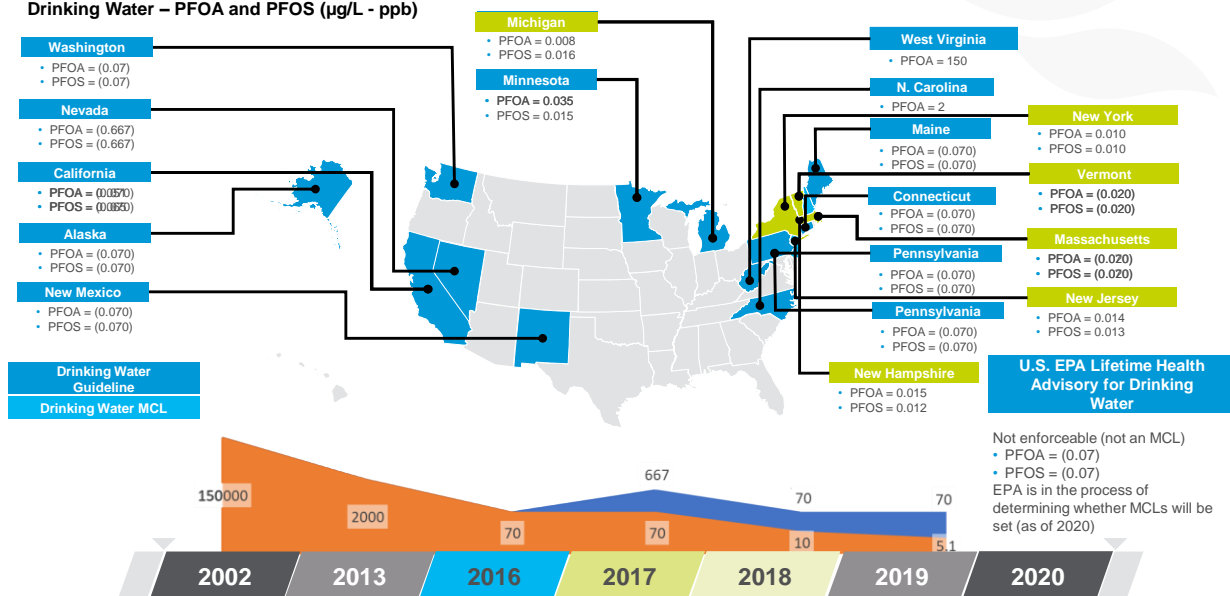 Drinking Water – PFOA and PFOS (µg/L - ppb)
Washington
• PFOA = (0.07)
• PFOS = (0.07)
Nevada
• PFOA = (0.667)
• PFOS = (0.667)
California
• PFOA =
• PFOS =
Alaska
• PFOA = (0.070)
• PFOS = (0.070)
New Mexico
• PFOA = (0.070)
• PFOS = (0.070)
Michigan
• PFOA = 0.008
• PFOS = 0.016
Minnesota
• PFOA = 0.035
• PFOS = 0.015
West Virginia
• PFOA = 150
N. Carolina
• PFOA = 2
Maine
• PFOA = (0.070)
• PFOS = (0.070)
Connecticut
• PFOA = (0.070)
• PFOS = (0.070)
Pennsylvania
• PFOA = (0.070)
• PFOS = (0.070)
Pennsylvania
• PFOA = (0.070)
• PFOS = (0.070)
New Hampshire
• PFOA = 0.015
• PFOS = 0.012
New York
• PFOA = 0.010
• PFOS = 0.010
Vermont
• PFOA = (0.020)
• PFOS = (0.020)
Massachusetts
• PFOA =
• PFOS =
New Jersey
• PFOA = 0.014
• PFOS = 0.013
Drinking Water
Guideline
Drinking Water MCL
U.S. EPA Lifetime Health
Advisory for Drinking
Water
Not enforceable (not an MCL)
• PFOA = (0.07)
• PFOS = (0.07)
EPA is in the process of
determining whether MCLs will be
set (as of 2020)
150000
2000
70
667
70
70
10
70
5.1
2002
2013
2016
2017
2018
2019
2020